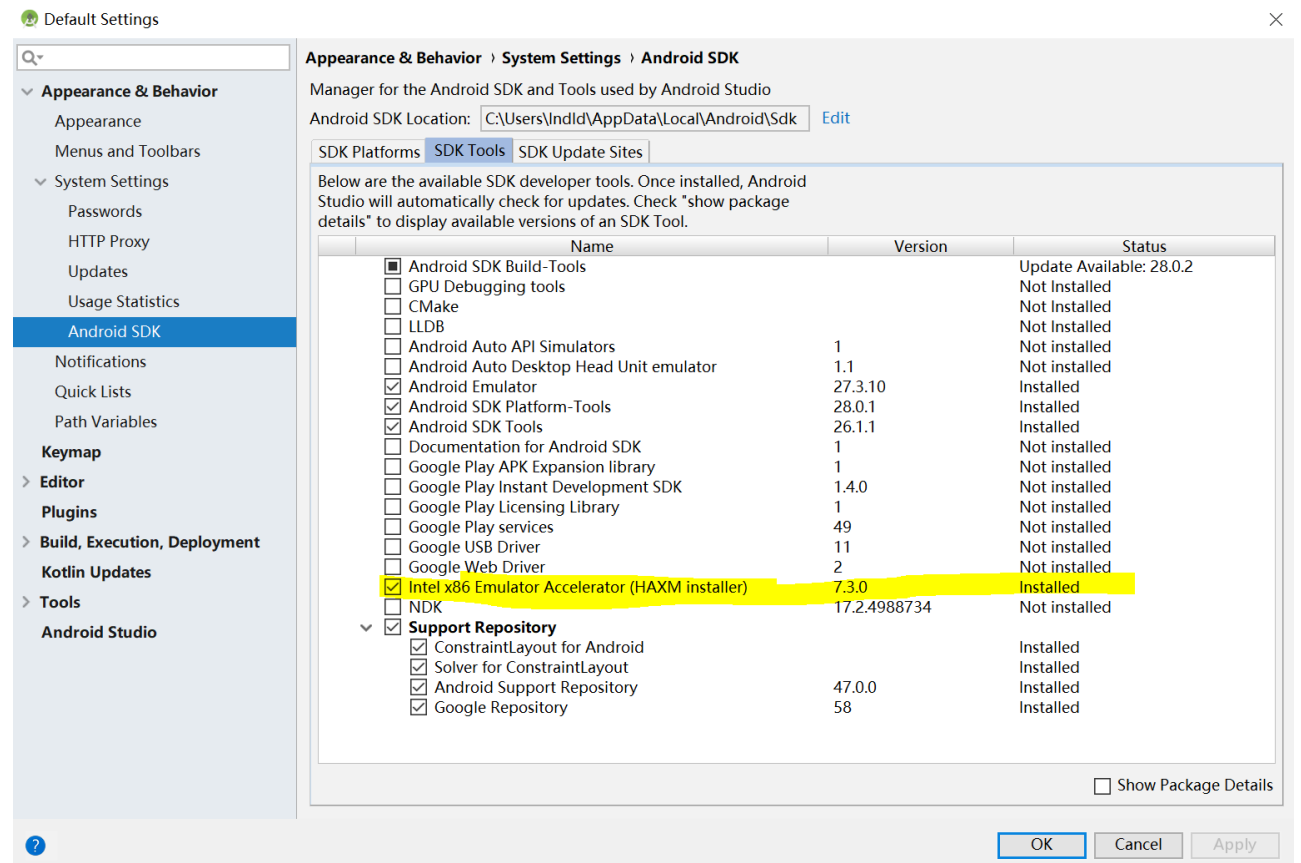 Default Settings
Appearance & Behavior
Appearance
Menus and Toolbars
System Settings
Passwords
HTTP Proxy
Updates
Usage Statistics
Android SDK
Notifications
Quick Lists
Path Variables
Keymap
Editor
Plugins
Build, Execution, Deployment
Kotlin Updates
Tools
Android Studio
Appearance & Behavior › System Settings › Android SDK
Manager for the Android SDK and Tools used by Android Studio
Android SDK Location: C:\Users\lndld\AppData\Local\Android\Sdk Edit
SDK Platforms SDK Tools SDK Update Sites
Below are the available SDK developer tools. Once installed, Android
Studio will automatically check for updates. Check "show package
details" to display available versions of an SDK Tool.
Name Version Status
Android SDK Build-Tools Update Available: 28.0.2
GPU Debugging tools Not Installed
CMake Not Installed
LLDB Not Installed
Android Auto API Simulators 1 Not installed
Android Auto Desktop Head Unit emulator 1.1 Not installed
Android Emulator 27.3.10 Installed
Android SDK Platform-Tools 28.0.1 Installed
Android SDK Tools 26.1.1 Installed
Documentation for Android SDK 1 Not installed
Google Play APK Expansion library 1 Not installed
Google Play Instant Development SDK 1.4.0 Not installed
Google Play Licensing Library 1 Not installed
Google Play services 49 Not installed
Google USB Driver 11 Not installed
Google Web Driver 2 Not installed
Intel x86 Emulator Accelerator (HAXM installer) 7.3.0 Installed
NDK 17.2.4988734 Not installed
Support Repository
ConstraintLayout for Android Installed
Solver for ConstraintLayout Installed
Android Support Repository 47.0.0 Installed
Google Repository 58 Installed
Show Package Details
? OK Cancel Apply